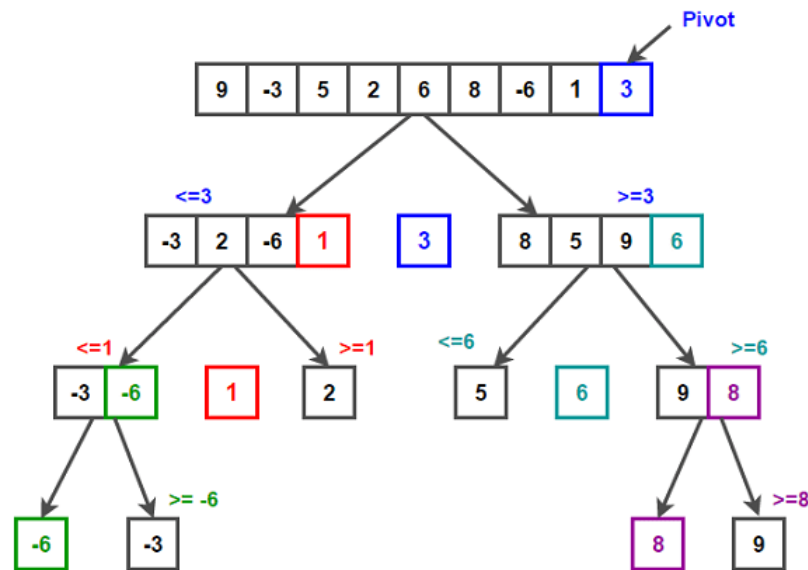 Pivot
9 -3 5 2 6 8 -6 1 3
<=3 >=3
-3 2 -6 1 3 8 5 9 6
<=1 >=1 <=6 >=6
-3 -6 1 2 5 6 9 8
>= -6 >=8
-6 -3 8 9